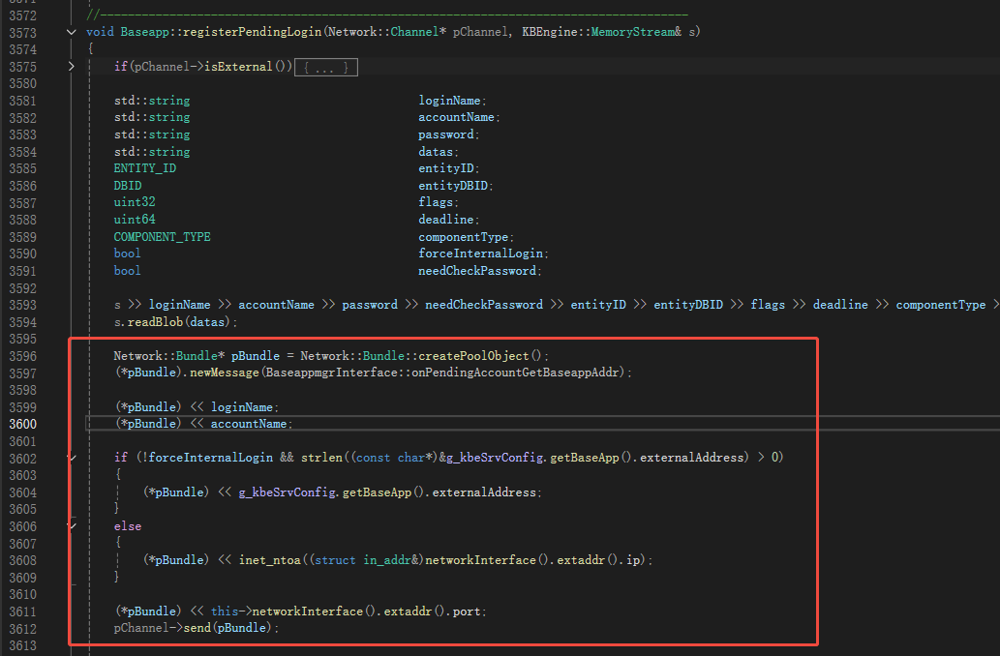 3571
3572 //-------------------------------------------------------------------------------------
3573 void Baseapp::registerPendingLogin(Network::Channel* pChannel, KBEngine::MemoryStream& s)
3574 {
3575 if(pChannel->isExternal()){ ... }
3580
3581 std::string loginName;
3582 std::string accountName;
3583 std::string password;
3584 std::string datas;
3585 ENTITY_ID entityID;
3586 DBID entityDBID;
3587 uint32 flags;
3588 uint64 deadline;
3589 COMPONENT_TYPE componentType;
3590 bool forceInternalLogin;
3591 bool needCheckPassword;
3592
3593 s >> loginName >> accountName >> password >> needCheckPassword >> entityID >> entityDBID >> flags >> deadline >> componentType >
3594 s.readBlob(datas);
3595
3596 Network::Bundle* pBundle = Network::Bundle::createPoolObject();
3597 (*pBundle).newMessage(BaseappmgrInterface::onPendingAccountGetBaseappAddr);
3598
3599 (*pBundle) << loginName;
3600 (*pBundle) << accountName;
3601
3602 if (!forceInternalLogin && strlen((const char*)&g_kbeSrvConfig.getBaseApp().externalAddress) > 0)
3603 {
3604 (*pBundle) << g_kbeSrvConfig.getBaseApp().externalAddress;
3605 }
3606 else
3607 {
3608 (*pBundle) << inet_ntoa((struct in_addr&)networkInterface().extaddr().ip);
3609 }
3610
3611 (*pBundle) << this->networkInterface().extaddr().port;
3612 pChannel->send(pBundle);
3613